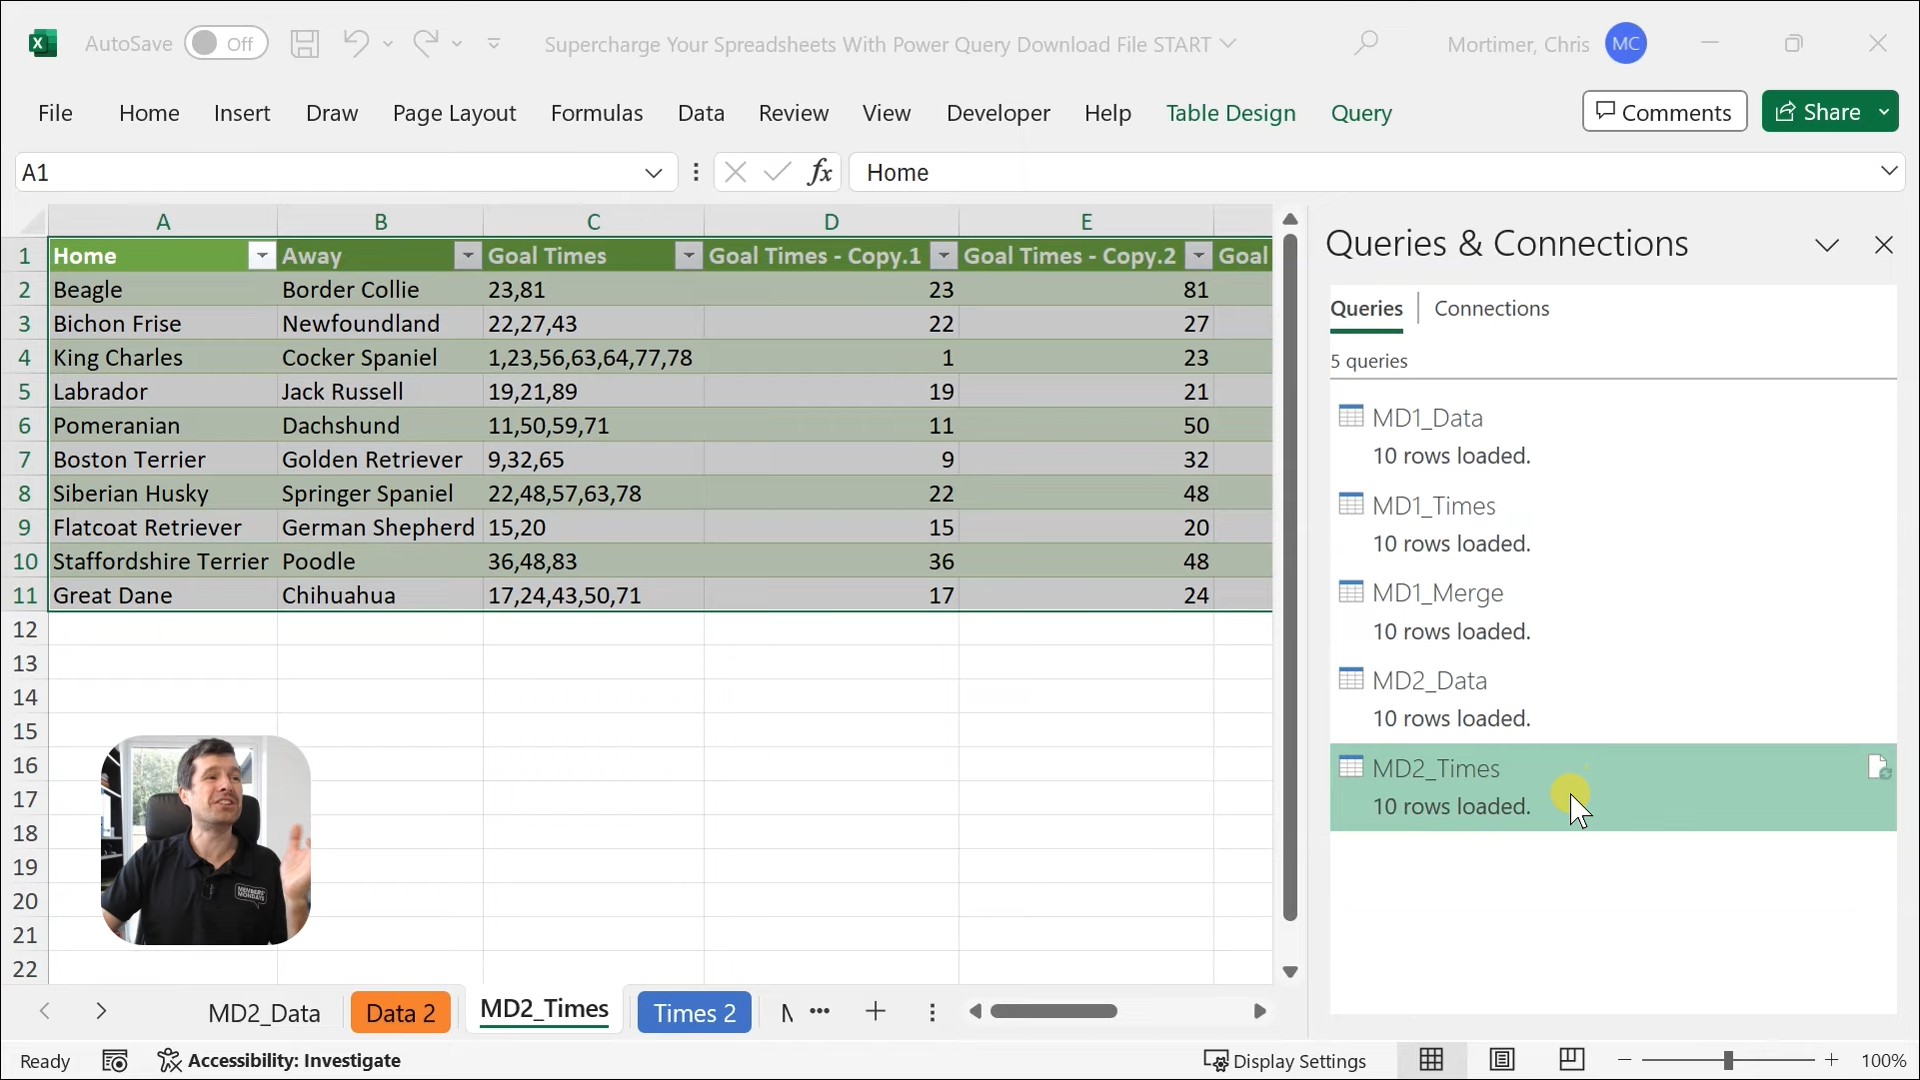 AutoSave Off Supercharge Your Spreadsheets With Power Query Download File START Mortimer, Chris MC
File Home Insert Draw Page Layout Formulas Data Review View Developer Help Table Design Query Comments Share
A1 fx Home
A B C D E
1 Home Away Goal Times Goal Times - Copy.1 Goal Times - Copy.2 Goal
2 Beagle Border Collie 23,81 23 81
3 Bichon Frise Newfoundland 22,27,43 22 27
4 King Charles Cocker Spaniel 1,23,56,63,64,77,78 1 23
5 Labrador Jack Russell 19,21,89 19 21
6 Pomeranian Dachshund 11,50,59,71 11 50
7 Boston Terrier Golden Retriever 9,32,65 9 32
8 Siberian Husky Springer Spaniel 22,48,57,63,78 22 48
9 Flatcoat Retriever German Shepherd 15,20 15 20
10 Staffordshire Terrier Poodle 36,48,83 36 48
11 Great Dane Chihuahua 17,24,43,50,71 17 24
12
13
14
15
16
17
18
19
20
21
22
MEMBERS' MONDAYS
Queries & Connections
Queries Connections
5 queries
MD1_Data
10 rows loaded.
MD1_Times
10 rows loaded.
MD1_Merge
10 rows loaded.
MD2_Data
10 rows loaded.
MD2_Times
10 rows loaded.
MD2_Data Data 2 MD2_Times Times 2
Ready Accessibility: Investigate Display Settings 100%